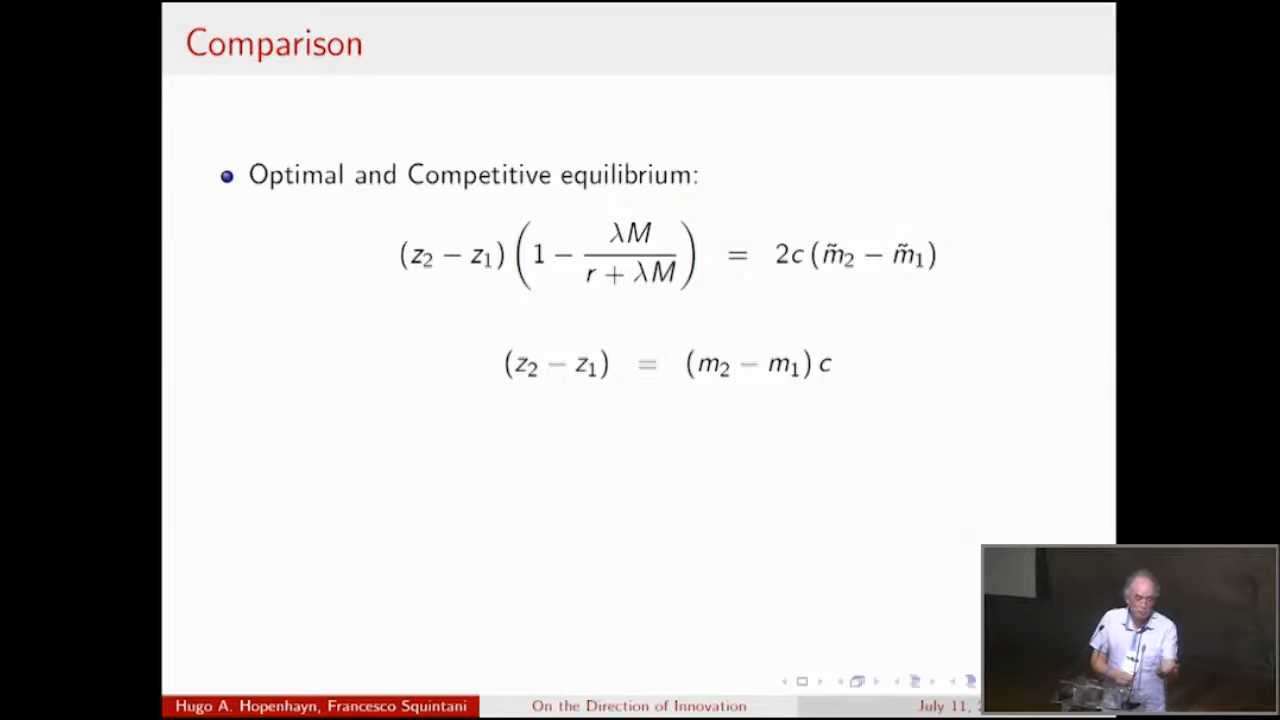 Comparison
Optimal and Competitive equilibrium:
(z₂ − z₁) (1 − λM / (r + λM)) = 2c (m̃₂ − m̃₁)
(z₂ − z₁) = (m₂ − m₁) c
Hugo A. Hopenhayn, Francesco Squintani
On the Direction of Innovation
July 11,